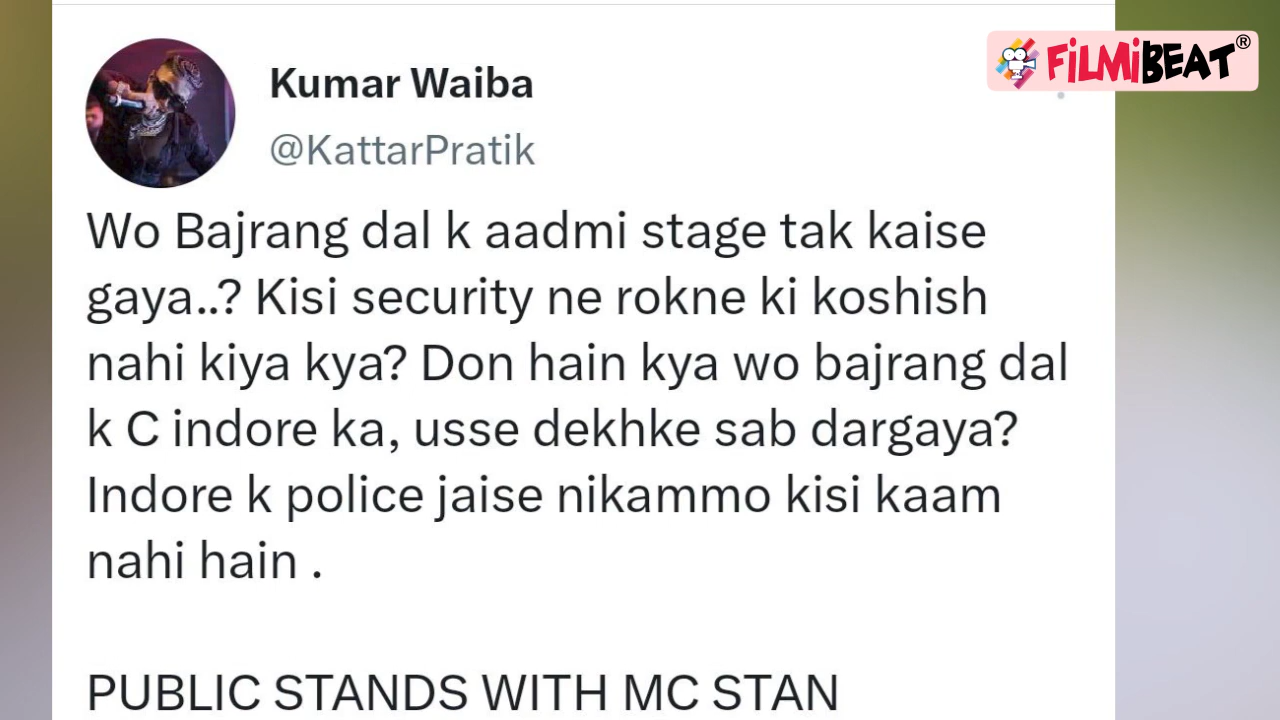 FiLMiBEAT®
Kumar Waiba
@KattarPratik
Wo Bajrang dal k aadmi stage tak kaise
gaya..? Kisi security ne rokne ki koshish
nahi kiya kya? Don hain kya wo bajrang dal
k C indore ka, usse dekhke sab dargaya?
Indore k police jaise nikammo kisi kaam
nahi hain .
PUBLIC STANDS WITH MC STAN